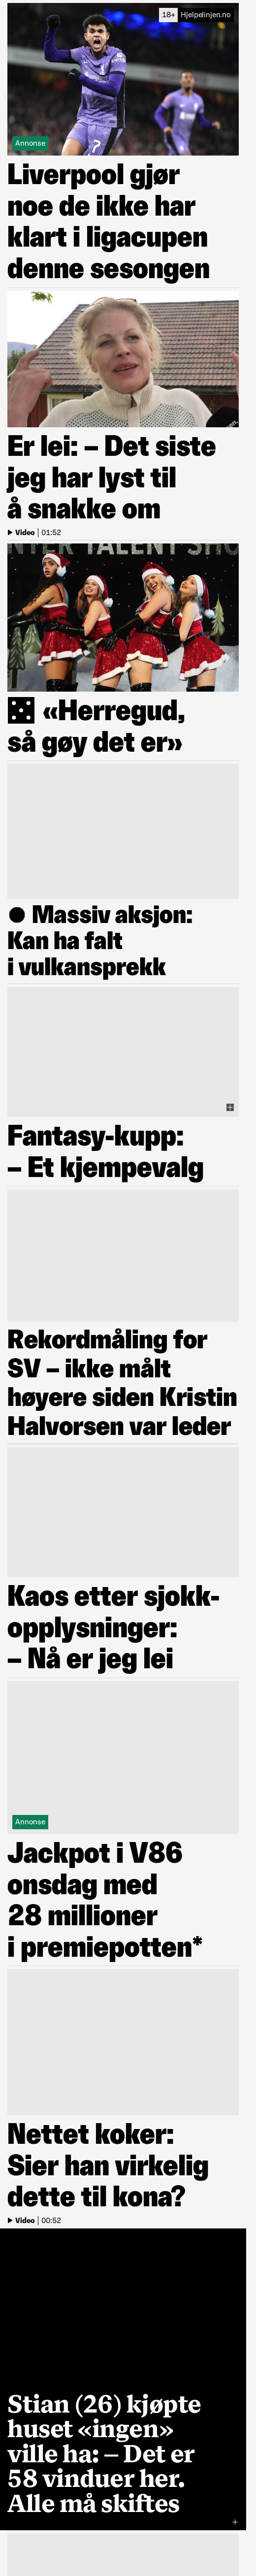 18+ Hjelpelinjen.no
Annonse
Liverpool gjør
noe de ikke har
klart i ligacupen
denne sesongen
Er lei: – Det siste
jeg har lyst til
å snakke om
Video | 01:52
TALENT SHOW
«Herregud,
så gøy det er»
Massiv aksjon:
Kan ha falt
i vulkansprekk
Fantasy-kupp:
– Et kjempevalg
Rekordmåling for
SV – ikke målt
høyere siden Kristin
Halvorsen var leder
Kaos etter sjokk-
opplysninger:
– Nå er jeg lei
Annonse
Jackpot i V86
onsdag med
28 millioner
i premiepotten*
Nettet koker:
Sier han virkelig
dette til kona?
Video | 00:52
Stian (26) kjøpte
huset «ingen»
ville ha: – Det er
58 vinduer her.
Alle må skiftes